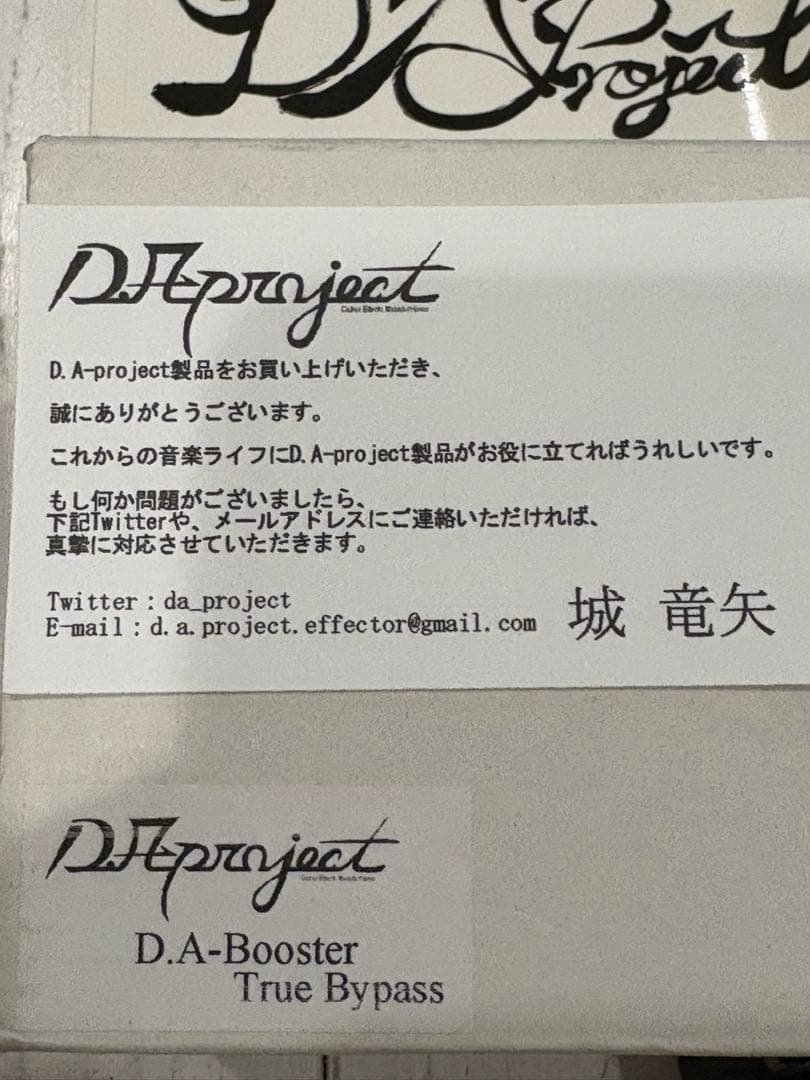 D.A Project
D.A-project
D.A-project製品をお買い上げいただき、
誠にありがとうございます。
これからの音楽ライフにD.A-project製品がお役に立てればうれしいです。
もし何か問題がございましたら、
下記Twitterや、メールアドレスにご連絡いただければ、
真摯に対応させていただきます。
Twitter：da_project
E-mail：d.a.project.effector@gmail.com 城 竜矢
D.A-project
D.A-Booster
True Bypass